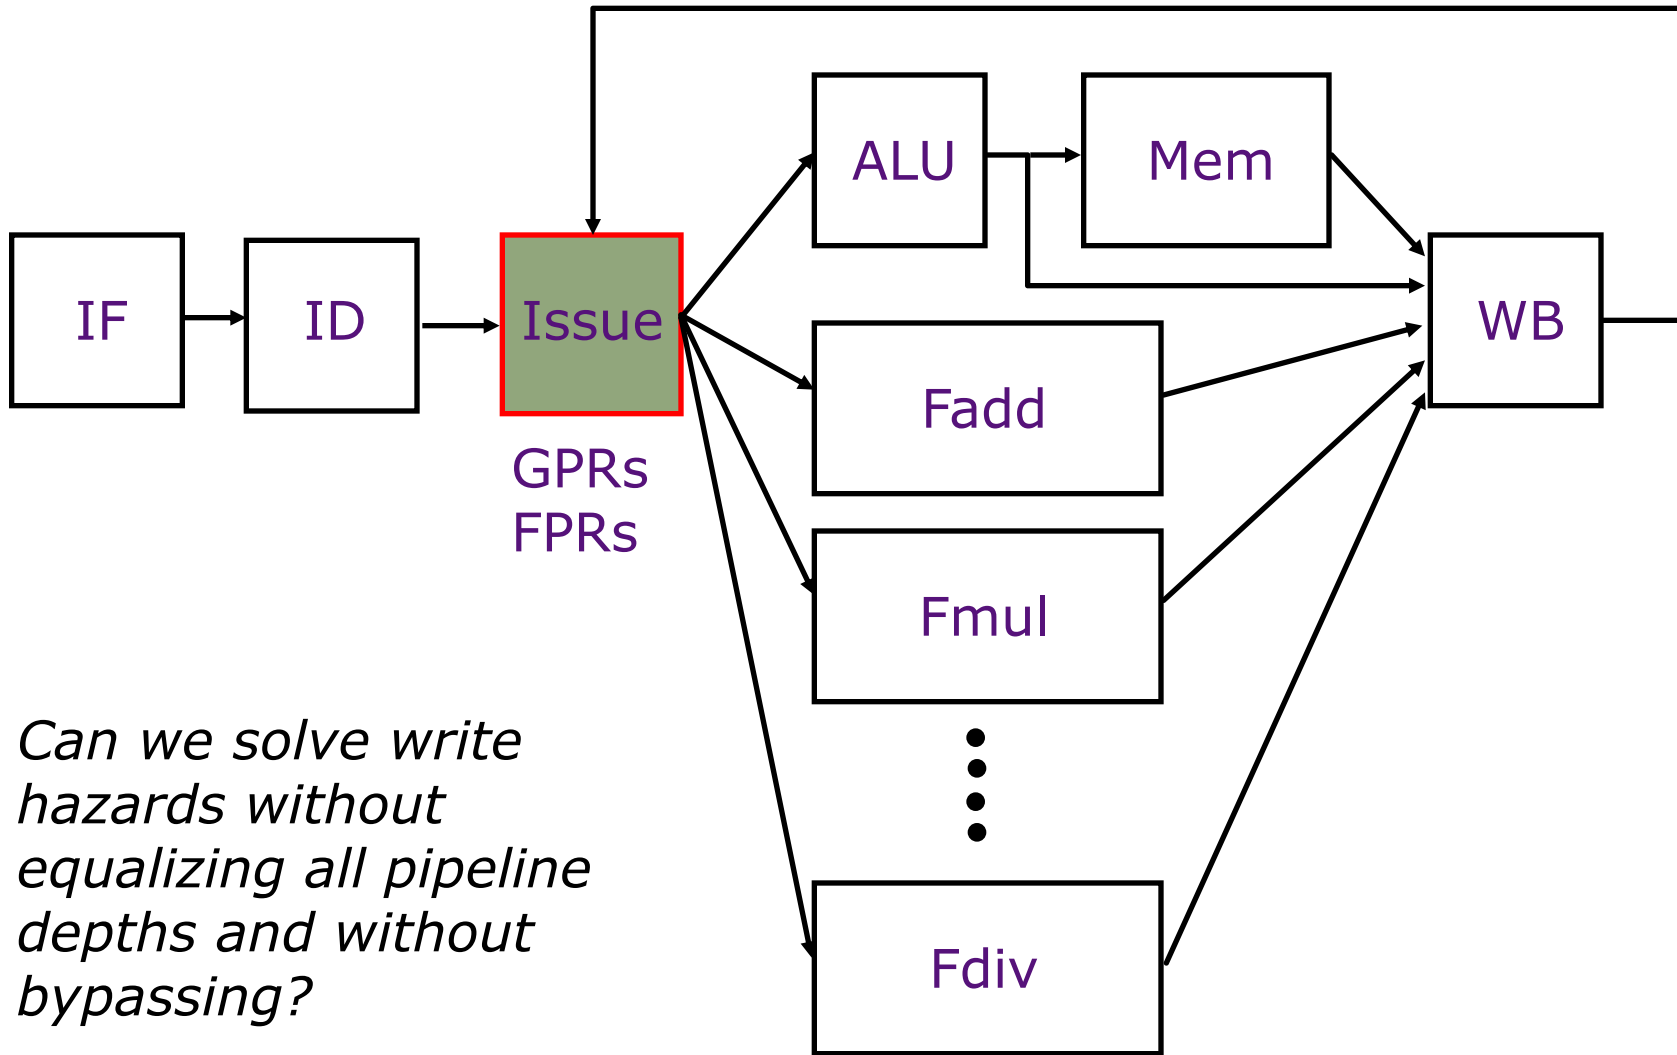 ALU
Mem
IF
ID
Issue
WB
GPRs
FPRs
Fadd
Fmul
Fdiv
Can we solve write
hazards without
equalizing all pipeline
depths and without
bypassing?